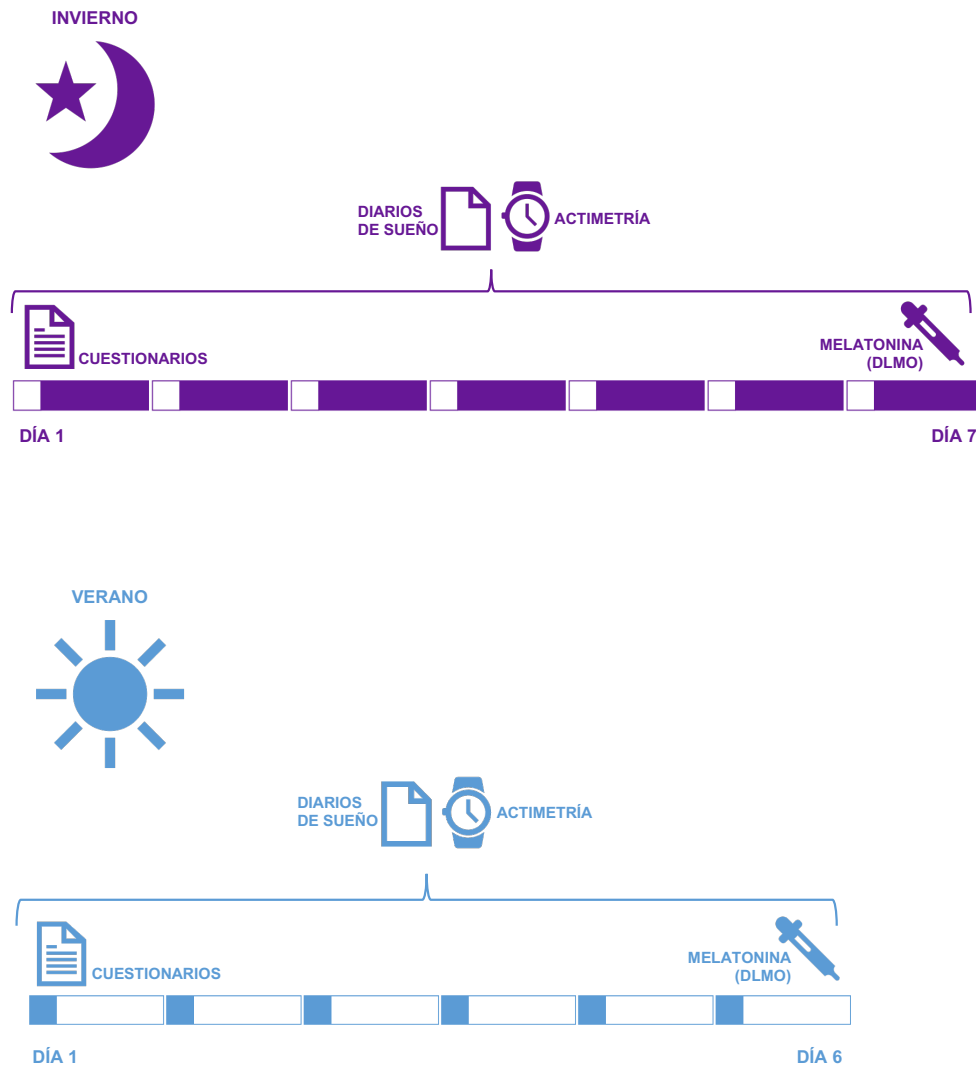 INVIERNO
DIARIOS
DE SUEÑO
ACTIMETRÍA
CUESTIONARIOS
MELATONINA
(DLMO)
DÍA 1
DÍA 7
VERANO
DIARIOS
DE SUEÑO
ACTIMETRÍA
CUESTIONARIOS
MELATONINA
(DLMO)
DÍA 1
DÍA 6